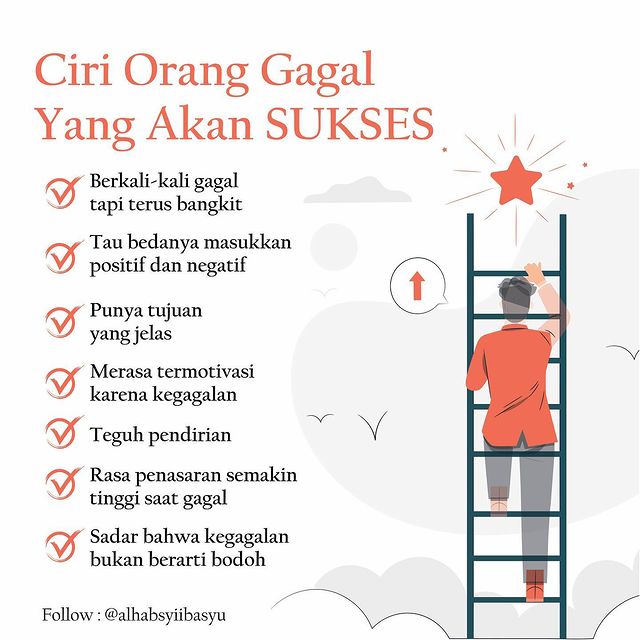 Ciri Orang Gagal
Yang Akan SUKSES
Berkali-kali gagal
tapi terus bangkit
Tau bedanya masukkan
positif dan negatif
Punya tujuan
yang jelas
Merasa termotivasi
karena kegagalan
Teguh pendirian
Rasa penasaran semakin
tinggi saat gagal
Sadar bahwa kegagalan
bukan berarti bodoh
Follow : @alhabsyiibasyu